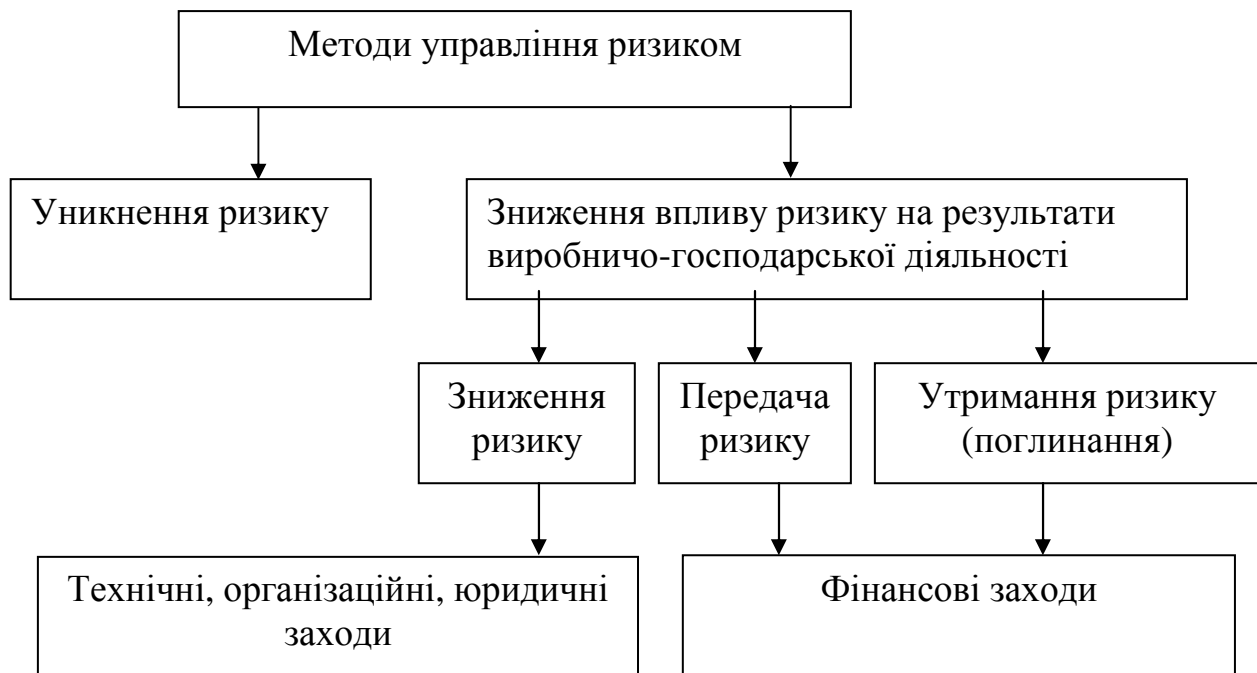 Методи управління ризиком
Уникнення ризику
Зниження впливу ризику на результати
виробничо-господарської діяльності
Зниження
ризику
Передача
ризику
Утримання ризику
(поглинання)
Технічні, організаційні, юридичні
заходи
Фінансові заходи